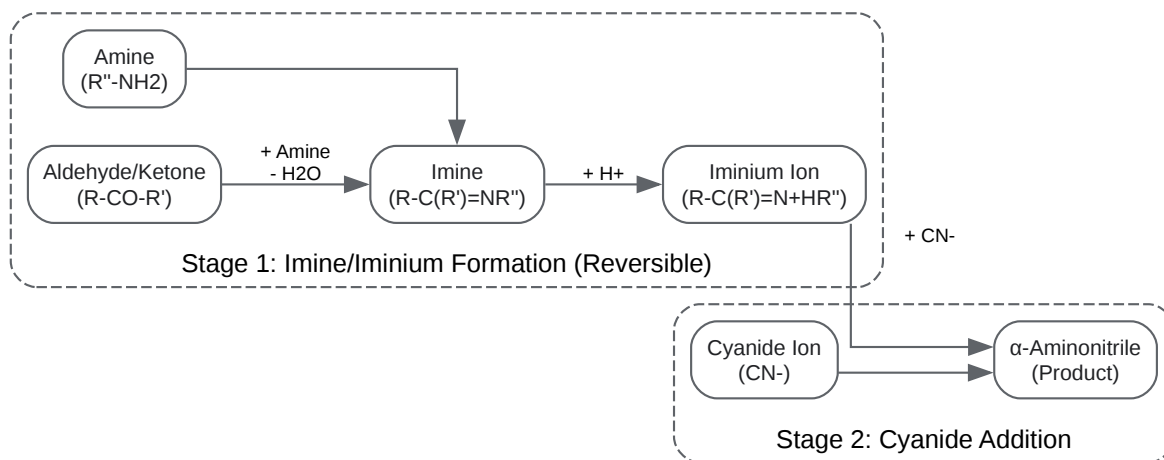 Amine
(R"-NH2)
Aldehyde/Ketone
(R-CO-R')
+ Amine
- H2O
Imine
(R-C(R')=NR")
+ H+
Iminium Ion
(R-C(R')=N+HR")
Stage 1: Imine/Iminium Formation (Reversible)
+ CN-
Cyanide Ion
(CN-)
α-Aminonitrile
(Product)
Stage 2: Cyanide Addition